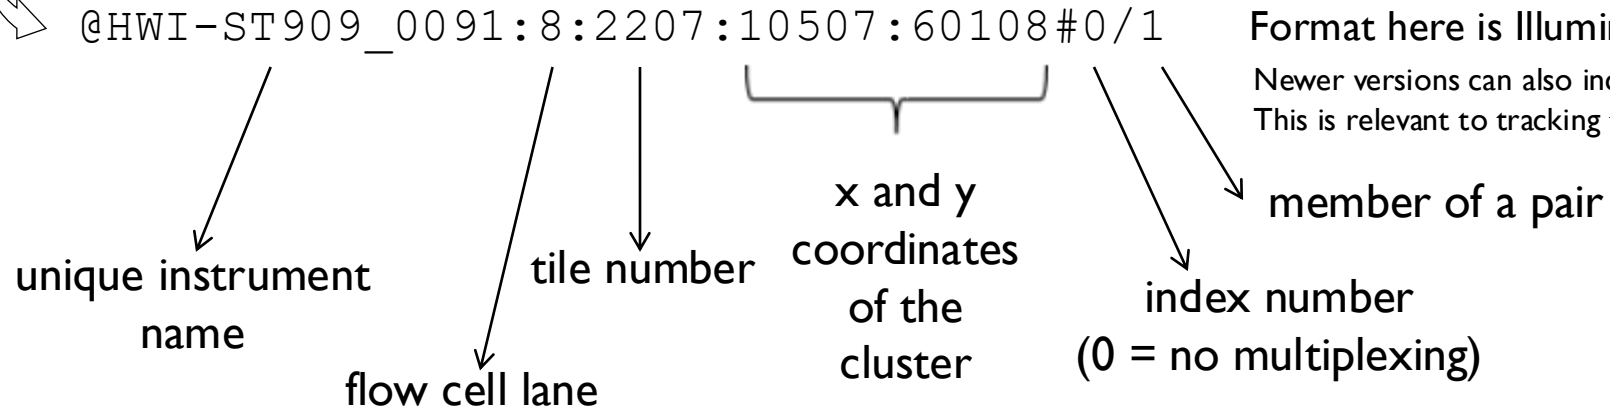 @HWI-ST909_0091:8:2207:10507:60108#0/1
Format here is
Newer versions can also
This is relevant to tracking
member of a pair
x and y
coordinates
of the
cluster
tile number
unique instrument
name
index number
(0 = no multiplexing)
flow cell lane